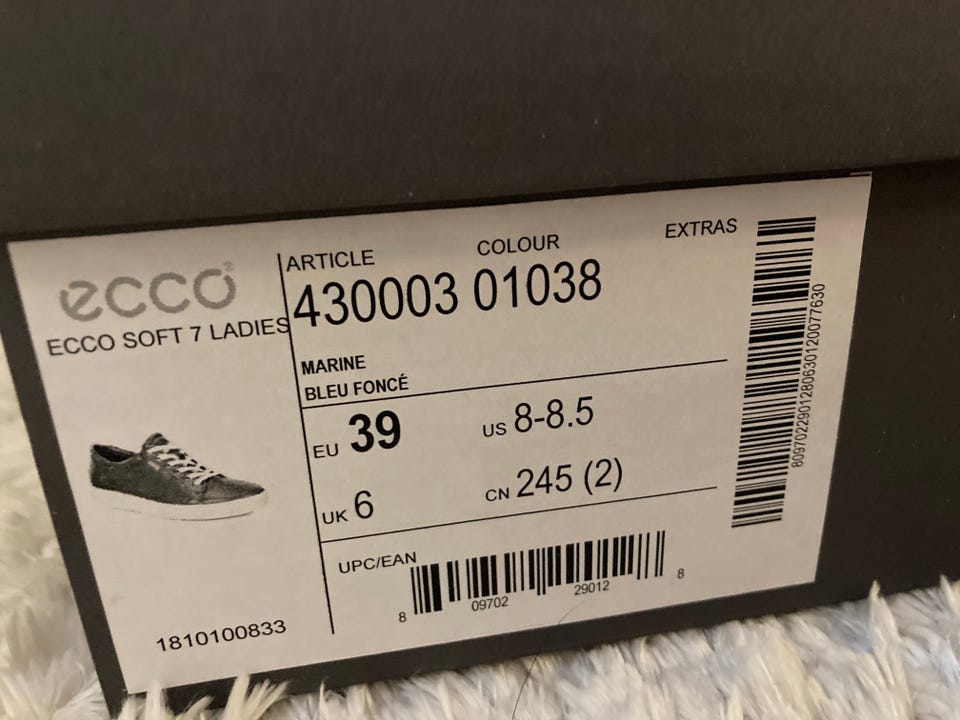 ecco®
ECCO SOFT 7 LADIES
1810100833
ARTICLE COLOUR EXTRAS
430003 01038
MARINE
BLEU FONCÉ
EU 39 US 8-8.5
UK 6 CN 245 (2)
UPC/EAN
8 09702 29012 8
8097022901280630120077630